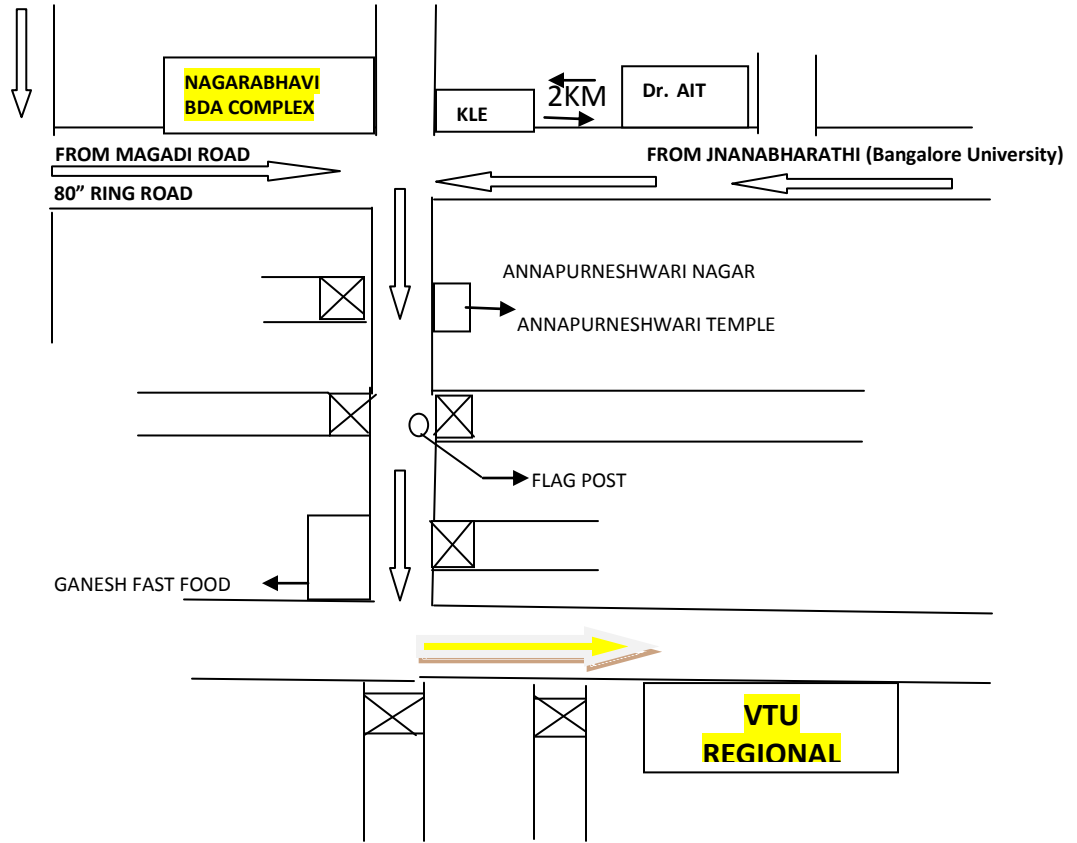 NAGARABHAVI
BDA COMPLEX
KLE
2KM
Dr. AIT
FROM MAGADI ROAD
FROM JNANABHARATHI (Bangalore University)
80” RING ROAD
ANNAPURNESHWARI NAGAR
ANNAPURNESHWARI TEMPLE
FLAG POST
GANESH FAST FOOD
VTU
REGIONAL